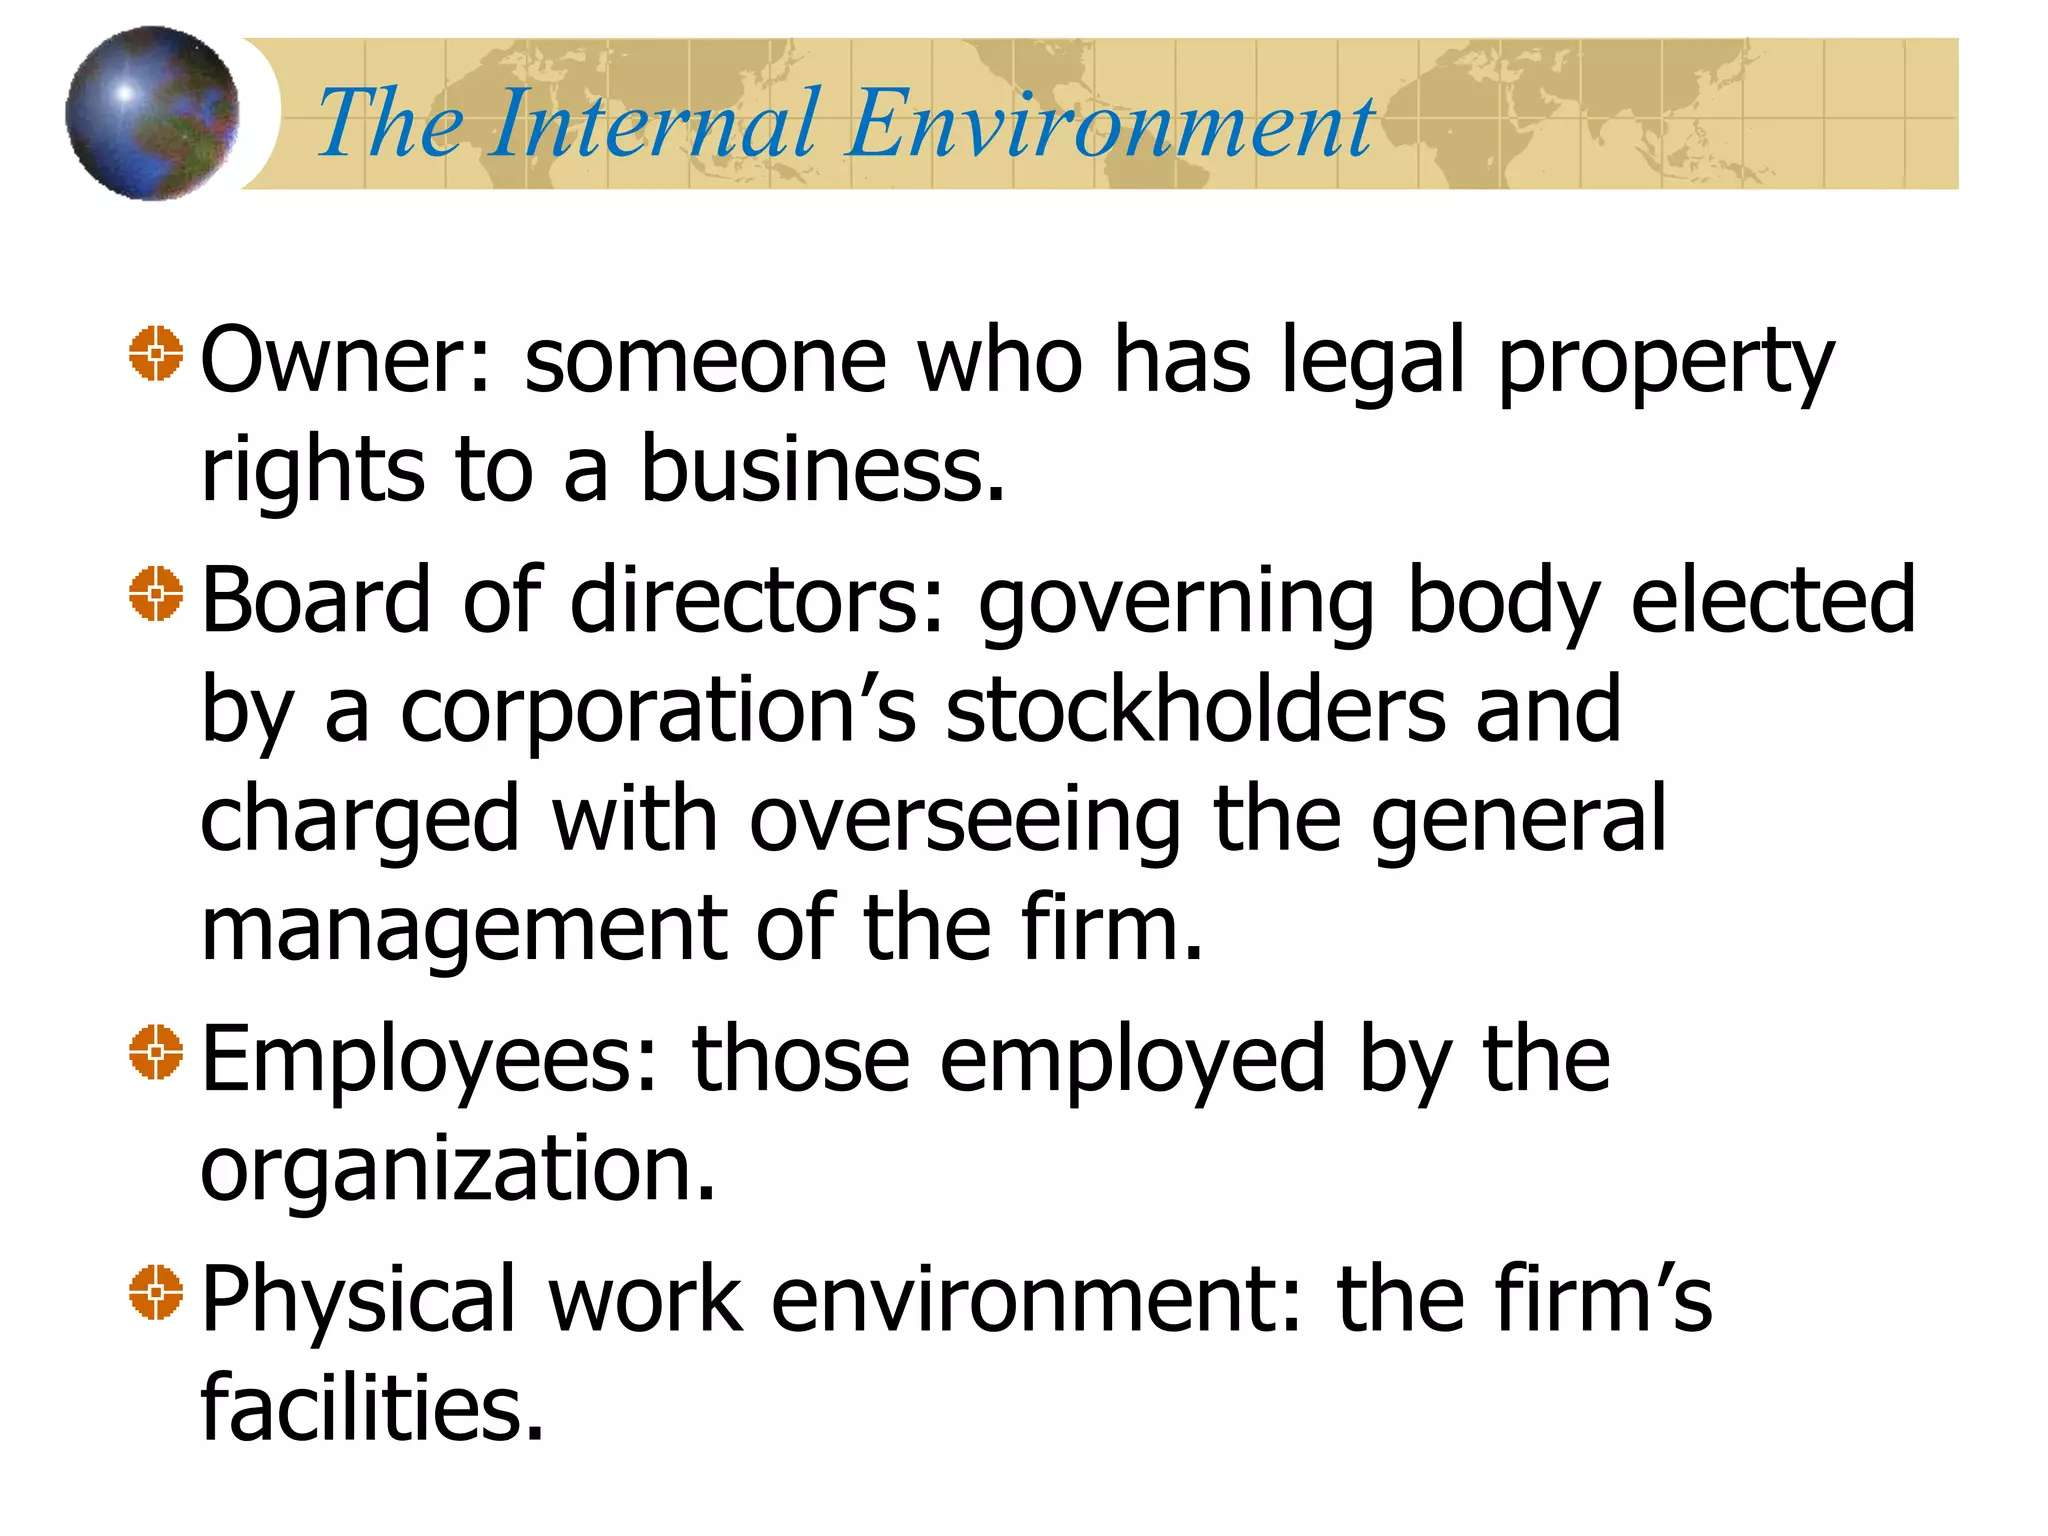 The Internal Environment
Owner: someone who has legal property
rights to a business.
Board of directors: governing body elected
by a corporation’s stockholders and
charged with overseeing the general
management of the firm.
Employees: those employed by the
organization.
Physical work environment: the firm’s
facilities.